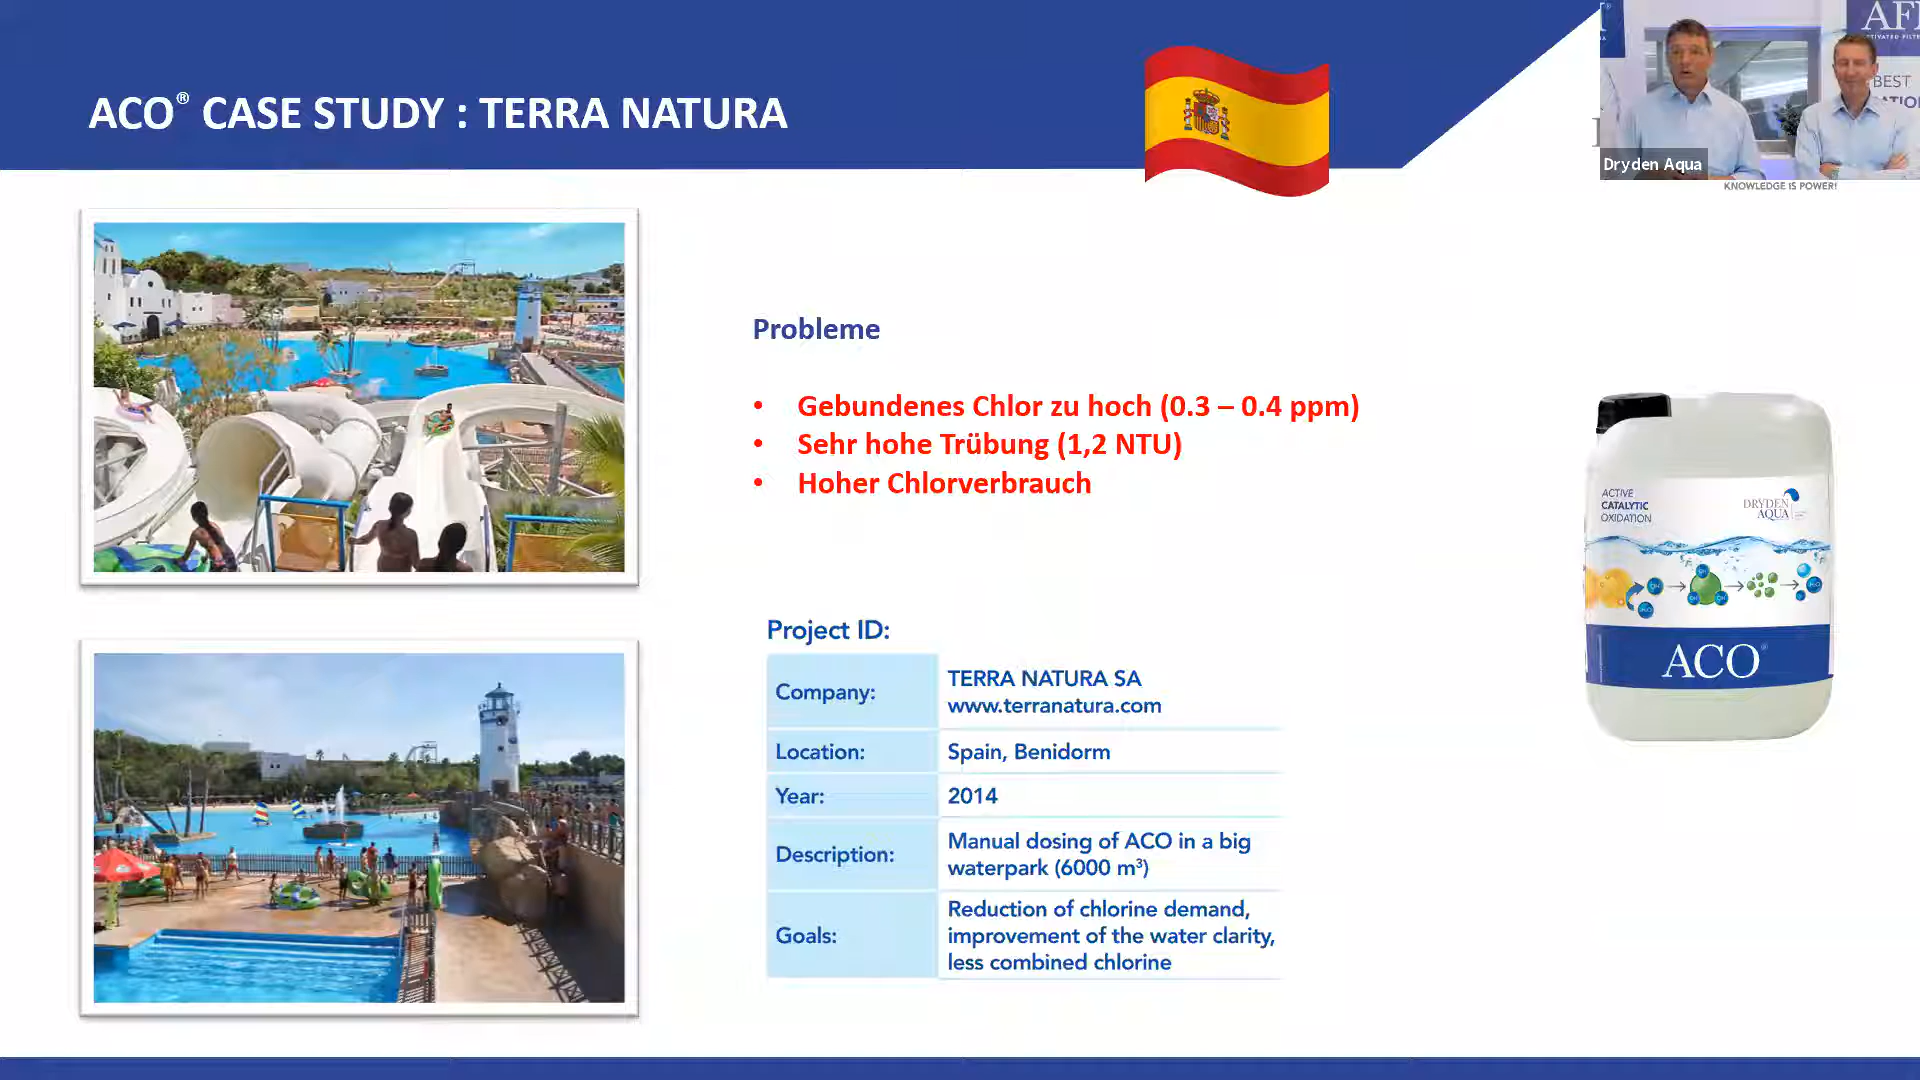 ACO® CASE STUDY : TERRA NATURA
AF
BEST
Dryden Aqua
KNOWLEDGE IS POWER!
Probleme
• Gebundenes Chlor zu hoch (0.3 – 0.4 ppm)
• Sehr hohe Trübung (1,2 NTU)
• Hoher Chlorverbrauch
ACTIVE
CATALYTIC
OXIDATION
DRYDEN
AQUA
ACO®
Project ID:
Company: TERRA NATURA SA
www.terranatura.com
Location: Spain, Benidorm
Year: 2014
Description: Manual dosing of ACO in a big
waterpark (6000 m³)
Goals: Reduction of chlorine demand,
improvement of the water clarity,
less combined chlorine